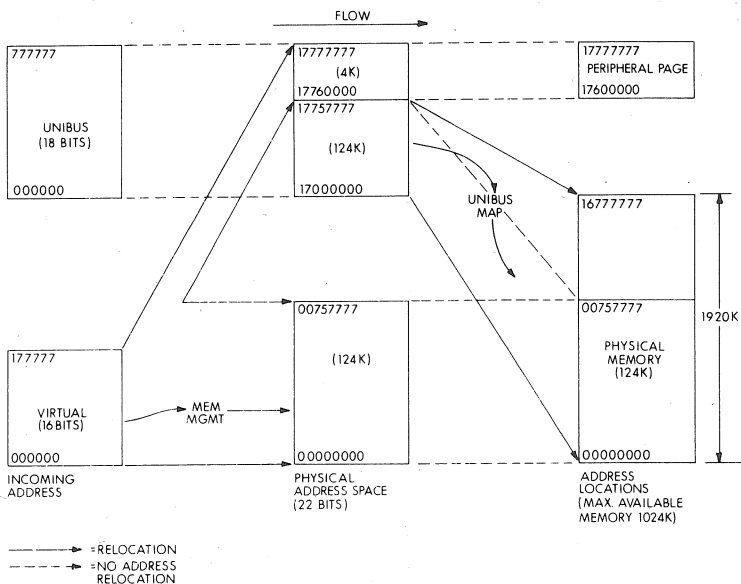 FLOW
777777
UNIBUS
(18 BITS)
000000
17777777
(4K)
17760000
17757777
(124K)
17000000
17777777
PERIPHERAL PAGE
17600000
UNIBUS
MAP
16777777
00757777
1920K
PHYSICAL
MEMORY
(124K)
00000000
00757777
(124K)
00000000
177777
VIRTUAL
(16 BITS)
000000
MEM
MGMT
INCOMING
ADDRESS
PHYSICAL
ADDRESS SPACE
(22 BITS)
ADDRESS
LOCATIONS
(MAX. AVAILABLE
MEMORY 1024K)
=RELOCATION
=NO ADDRESS
RELOCATION